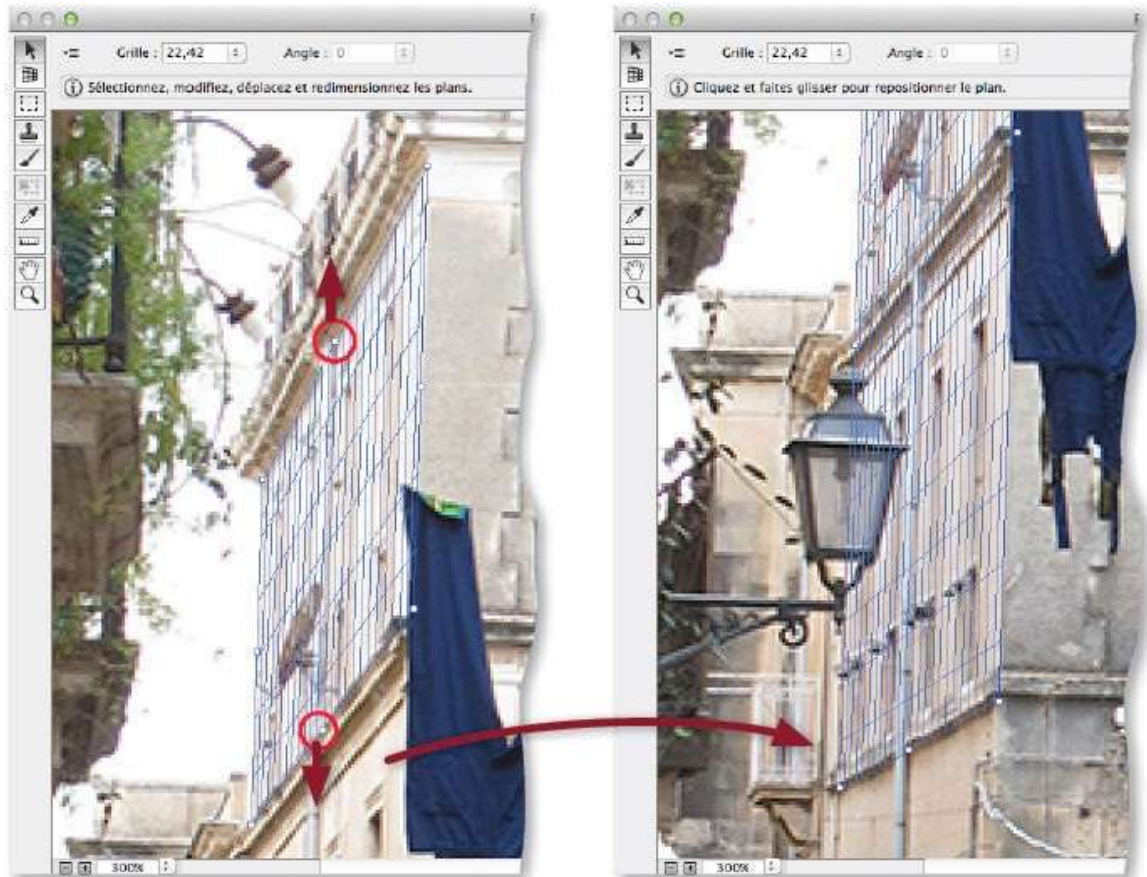 Grille : 22,42 Angle : 0
Sélectionnez, modifiez, déplacez et redimensionnez les plans.
300%
Grille : 22,42 Angle : 0
Cliquez et faites glisser pour repositionner le plan.
300%